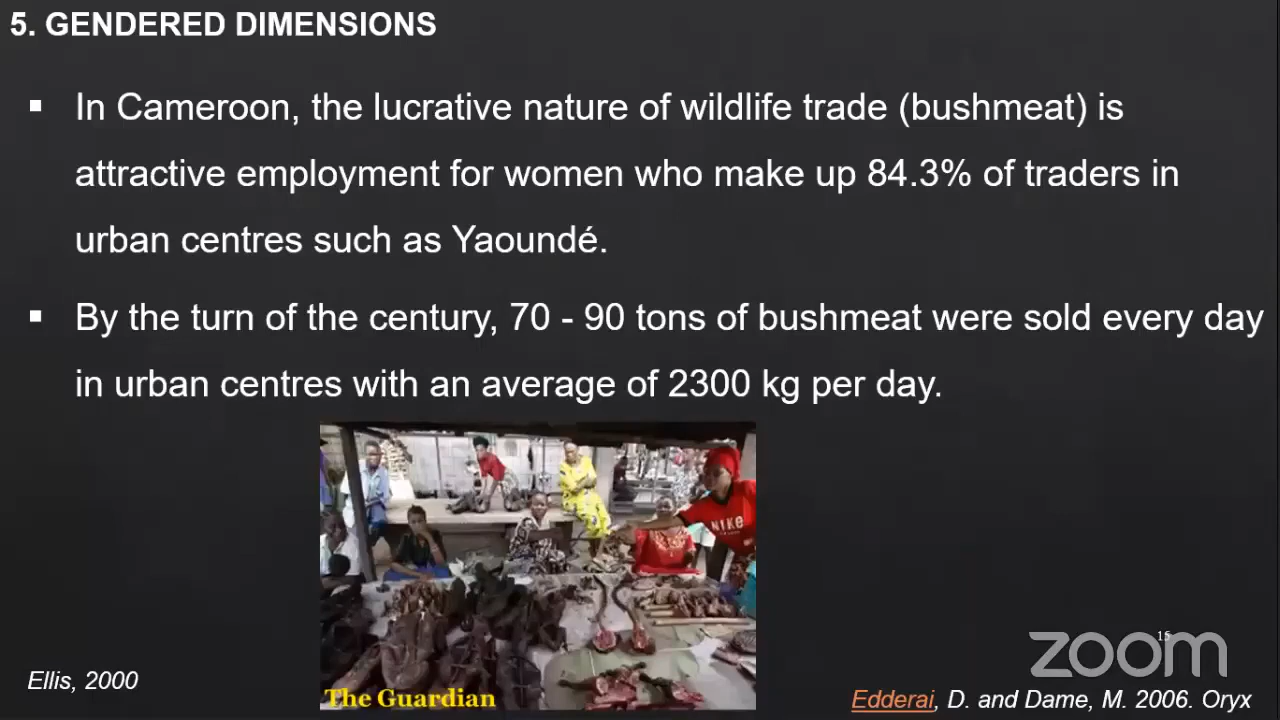 5. GENDERED DIMENSIONS
▪ In Cameroon, the lucrative nature of wildlife trade (bushmeat) is
attractive employment for women who make up 84.3% of traders in
urban centres such as Yaoundé.
▪ By the turn of the century, 70 - 90 tons of bushmeat were sold every day
in urban centres with an average of 2300 kg per day.
NIKE
15
zoom
Ellis, 2000
The Guardian
Edderai, D. and Dame, M. 2006. Oryx